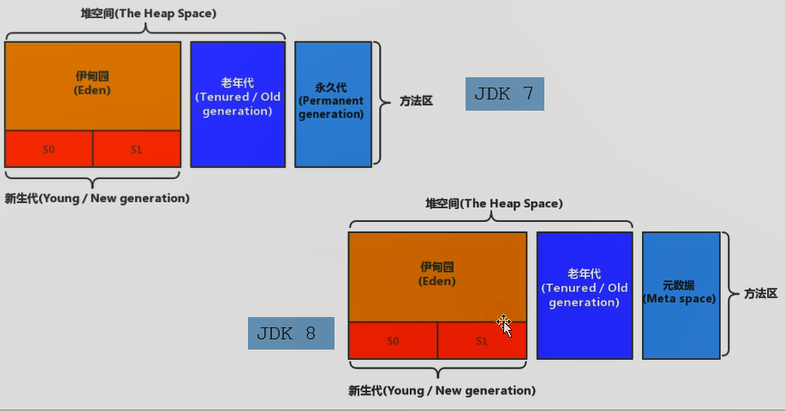 堆空间(The Heap Space)
伊甸园
(Eden)
S0
S1
新生代(Young / New generation)
老年代
(Tenured / Old
generation)
永久代
(Permanent
generation)
方法区
JDK 7
堆空间(The Heap Space)
伊甸园
(Eden)
S0
S1
新生代(Young / New generation)
老年代
(Tenured / Old
generation)
元数据
(Meta space)
方法区
JDK 8